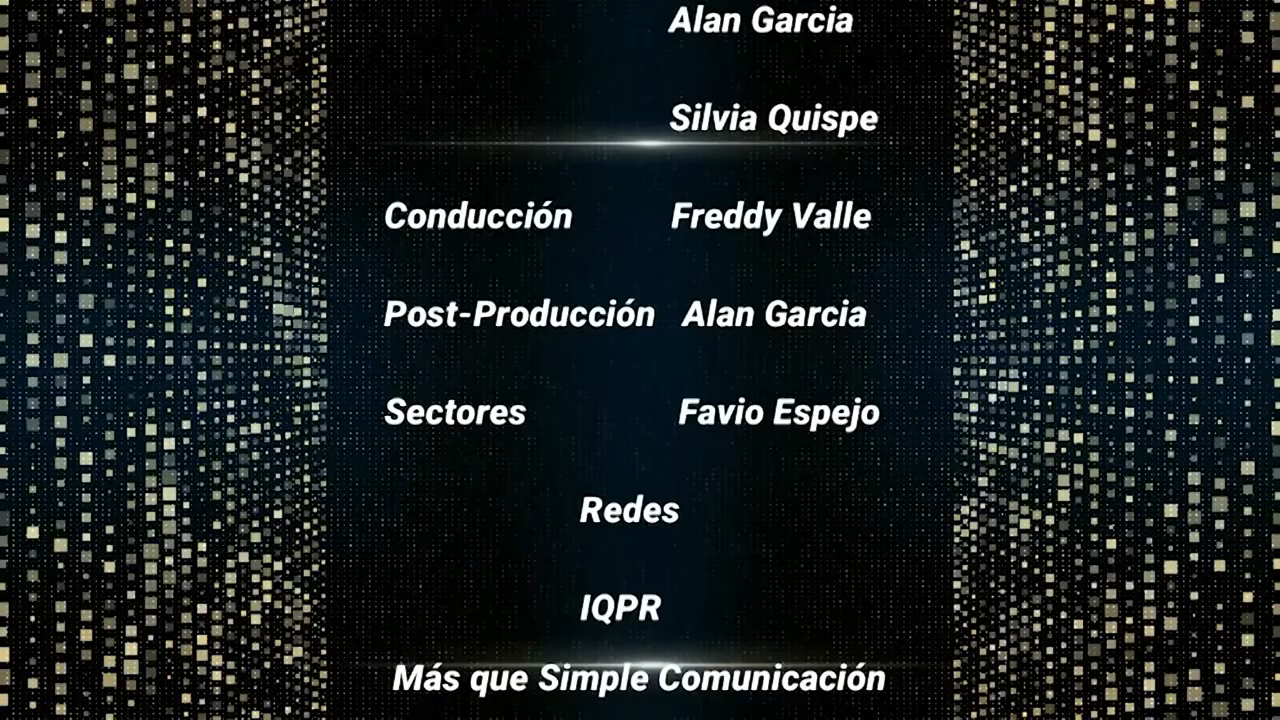 Alan Garcia
Silvia Quispe
Conducción Freddy Valle
Post-Producción Alan Garcia
Sectores Favio Espejo
Redes
IQPR
Más que Simple Comunicación